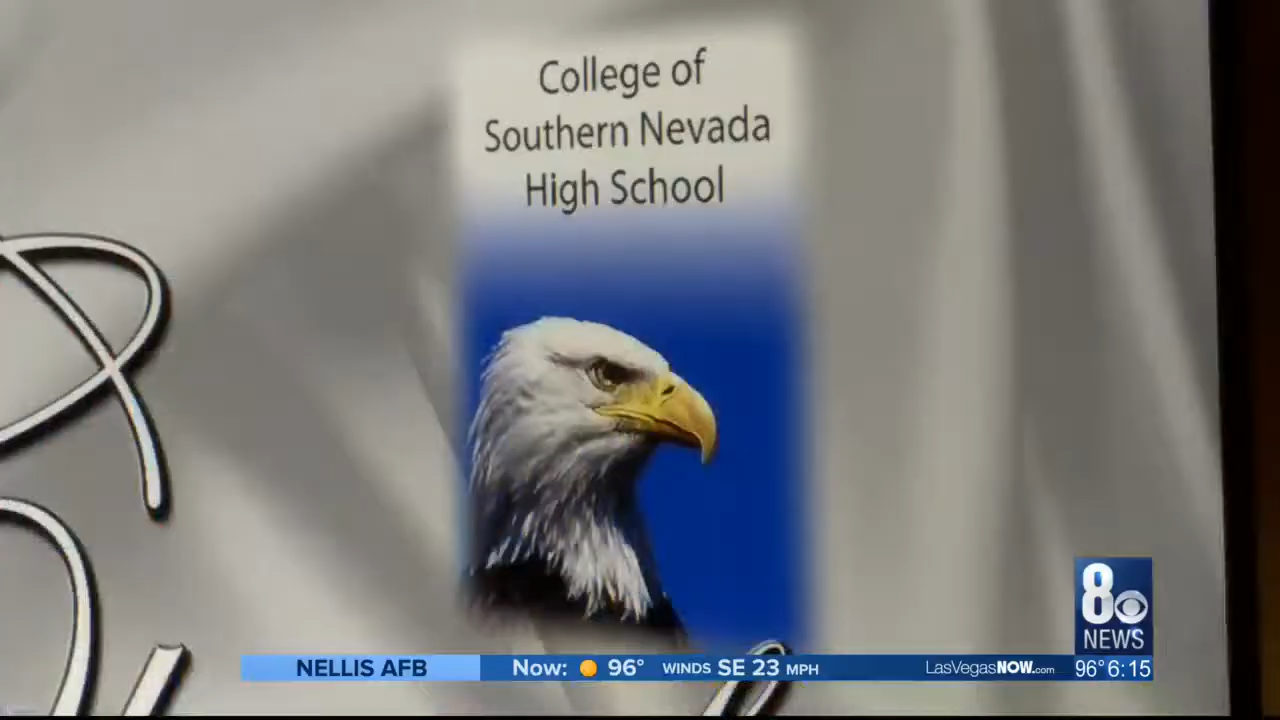 College of
Southern Nevada
High School
8
NEWS
NELLIS AFB
Now: 96° WINDS SE 23 MPH
LasVegasNOW.com
96° 6:15